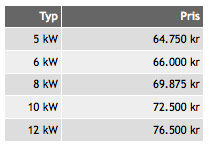 Typ Pris
5 kW 64.750 kr
6 kW 66.000 kr
8 kW 69.875 kr
10 kW 72.500 kr
12 kW 76.500 kr